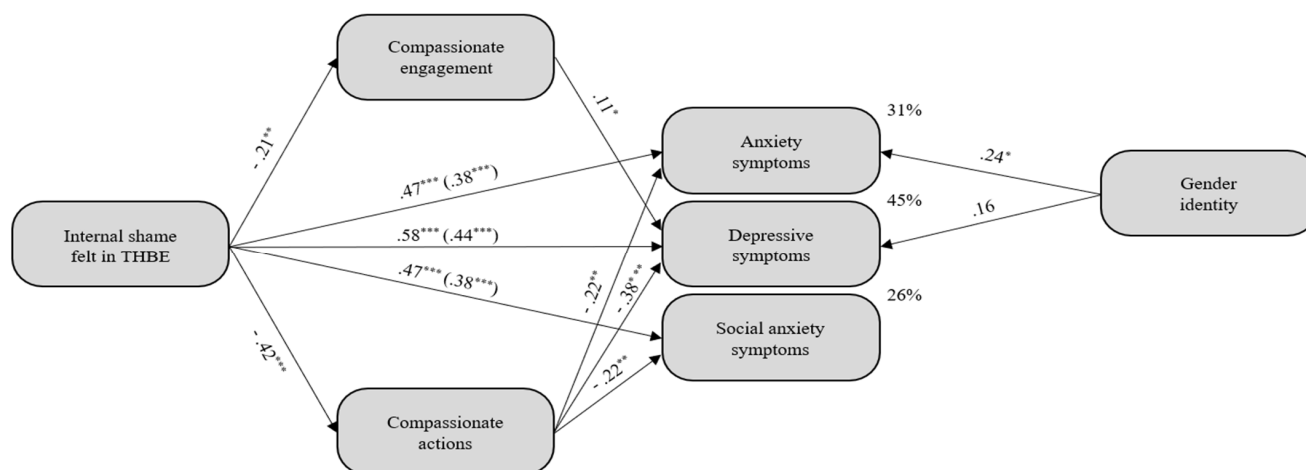 Compassionate
engagement
- .21**
.11*
31%
Anxiety
symptoms
.24*
.47*** (.38***)
Gender
identity
45%
.16
Internal shame
felt in THBE
.58*** (.44***)
Depressive
symptoms
.47*** (.38***)
- .22**
- .38***
26%
Social anxiety
symptoms
- .42***
- .22**
Compassionate
actions